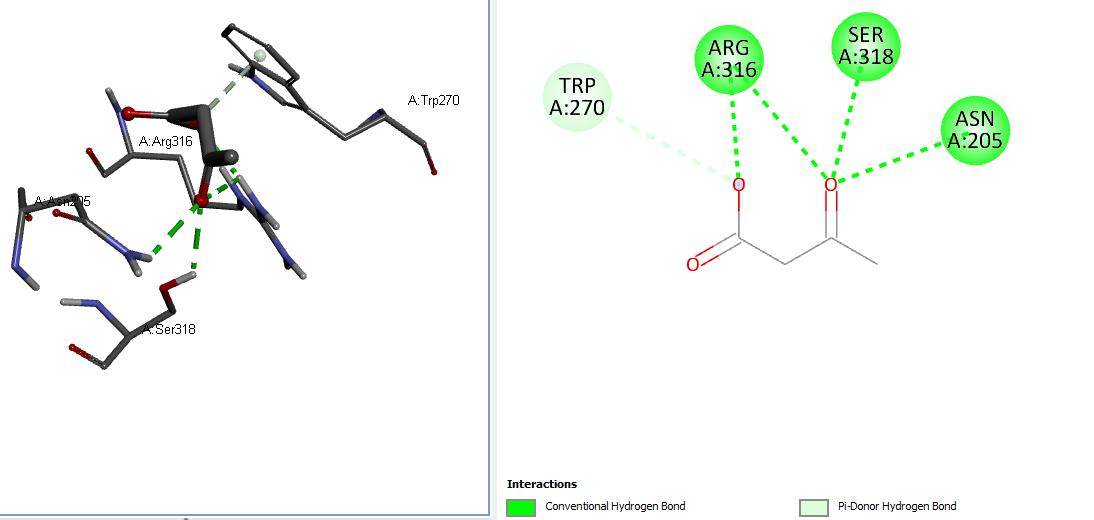 A:Trp270
A:Arg316
A:Asn205
A:Ser318
TRP
A:270
ARG
A:316
SER
A:318
ASN
A:205
O
O
O
Interactions
Conventional Hydrogen Bond
Pi-Donor Hydrogen Bond